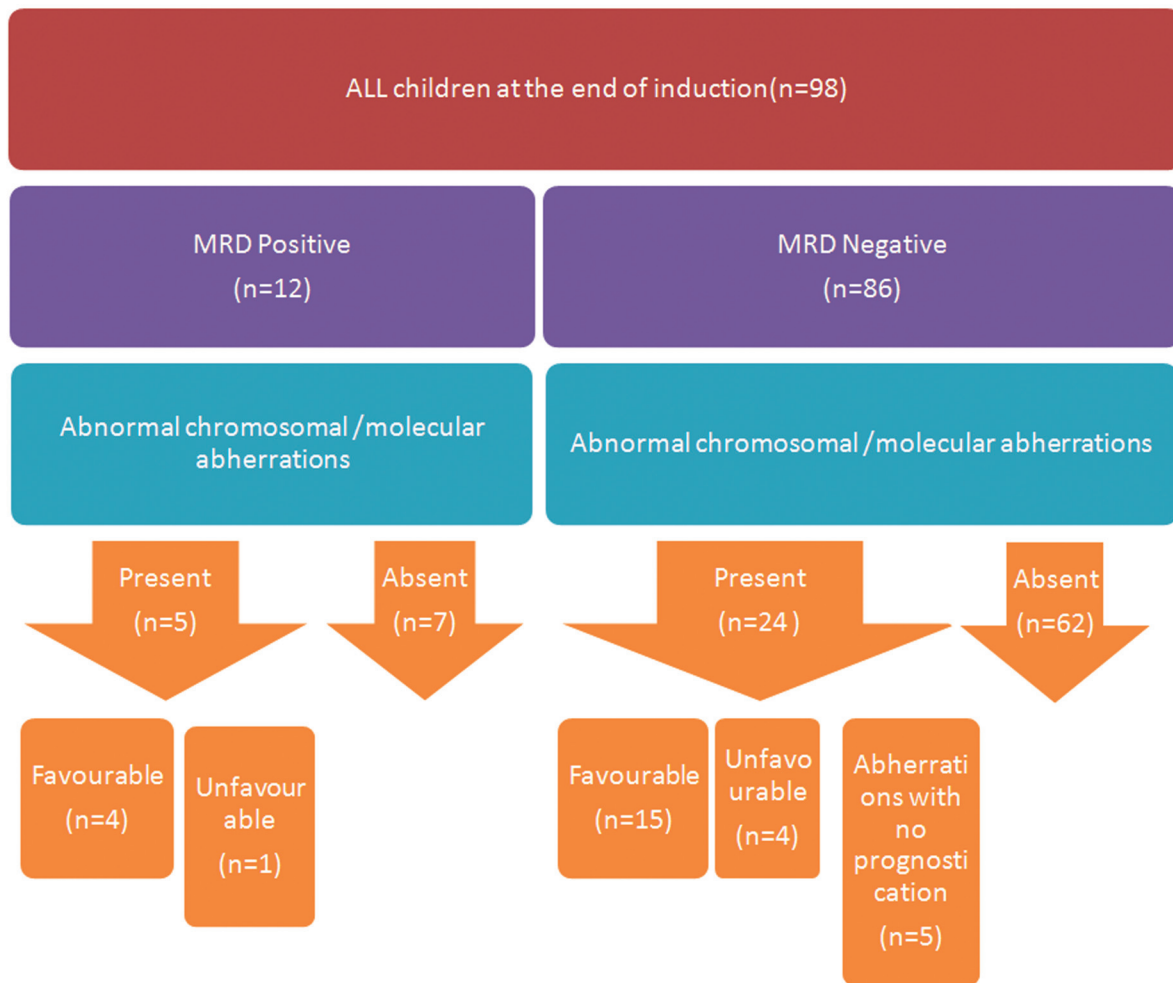 ALL children at the end of induction(n=98)
MRD Positive
(n=12)
MRD Negative
(n=86)
Abnormal chromosomal /molecular
abherrations
Abnormal chromosomal /molecular abherrations
Present
(n=5)
Absent
(n=7)
Present
(n=24 )
Absent
(n=62)
Favourable
(n=4)
Unfavour
able
(n=1)
Favourable
(n=15)
Unfavo
urable
(n=4)
Abherrati
ons with
no
prognosti
cation
(n=5)